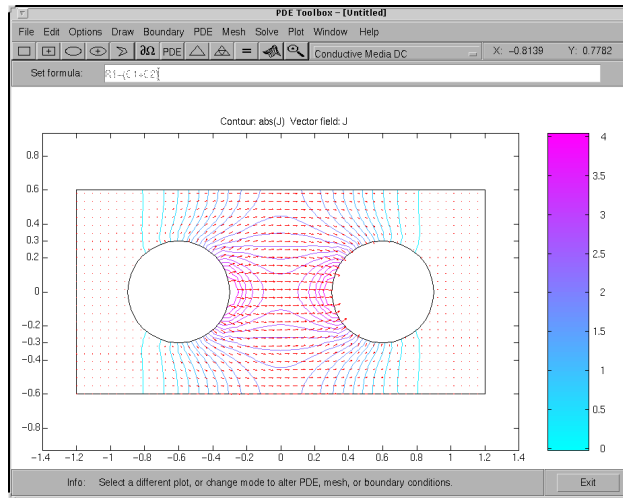 PDE Toolbox – [Untitled]
File Edit Options Draw Boundary PDE Mesh Solve Plot Window Help
∂Ω PDE = Conductive Media DC X: −0.8139 Y: 0.7782
Set formula: R1−(C1+C2)
Contour: abs(J) Vector field: J
0.8
0.6
0.4
0.3
0.2
0
−0.2
−0.3
−0.4
−0.6
−0.8
−1.4 −1.2 −1 −0.8 −0.6 −0.4 −0.2 0 0.2 0.4 0.6 0.8 1 1.2 1.4
4
3.5
3
2.5
2
1.5
1
0.5
0
Info: Select a different plot, or change mode to alter PDE, mesh, or boundary conditions. Exit